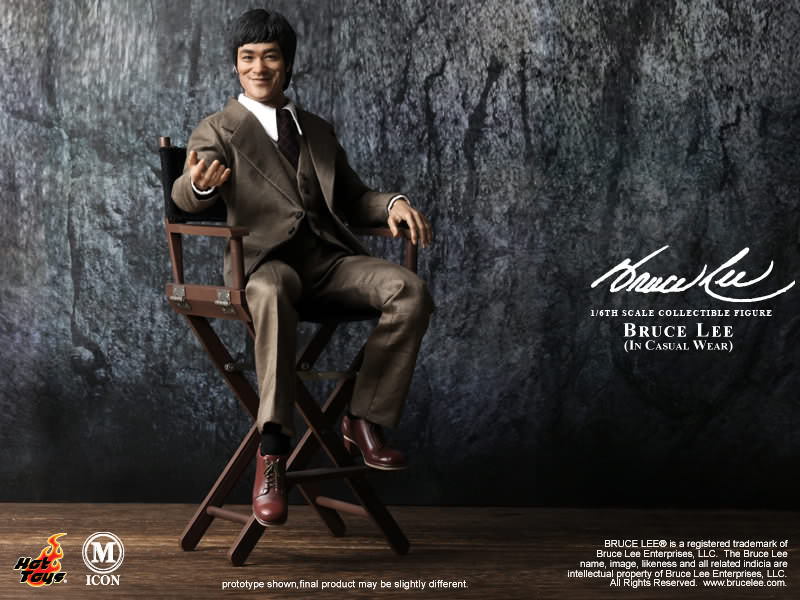 Bruce Lee
1/6TH SCALE COLLECTIBLE FIGURE
BRUCE LEE
(IN CASUAL WEAR)
Hot Toys.
M
ICON
prototype shown,final product may be slightly different.
BRUCE LEE® is a registered trademark of
Bruce Lee Enterprises, LLC. The Bruce Lee
name, image, likeness and all related indicia are
intellectual property of Bruce Lee Enterprises, LLC.
All Rights Reserved. www.brucelee.com.